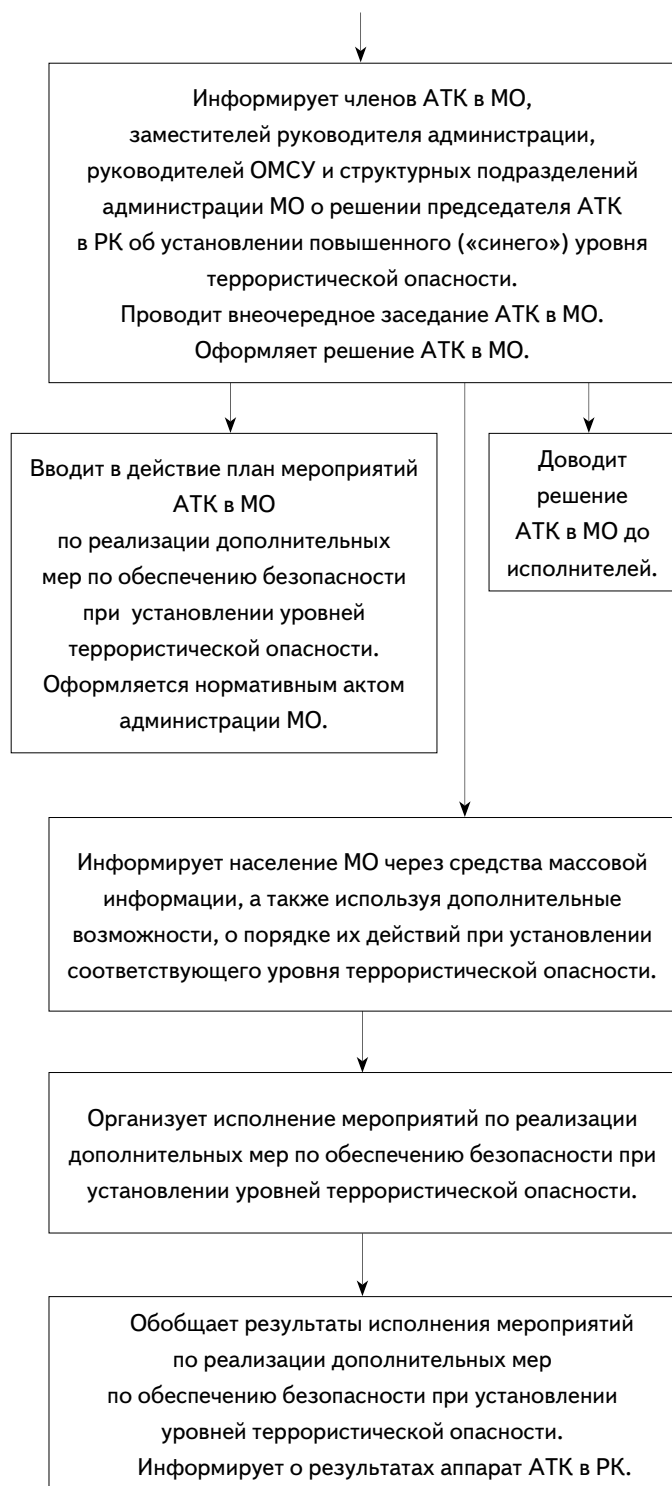 Информирует членов АТК в МО,
заместителей руководителя администрации,
руководителей ОМСУ и структурных подразделений
администрации МО о решении председателя АТК
в РК об установлении повышенного («синего») уровня
террористической опасности.
Проводит внеочередное заседание АТК в МО.
Оформляет решение АТК в МО.
Вводит в действие план мероприятий
АТК в МО
по реализации дополнительных
мер по обеспечению безопасности
при установлении уровней
террористической опасности.
Оформляется нормативным актом
администрации МО.
Доводит
решение
АТК в МО до
исполнителей.
Информирует население МО через средства массовой
информации, а также используя дополнительные
возможности, о порядке их действий при установлении
соответствующего уровня террористической опасности.
Организует исполнение мероприятий по реализации
дополнительных мер по обеспечению безопасности при
установлении уровней террористической опасности.
Обобщает результаты исполнения мероприятий
по реализации дополнительных мер
по обеспечению безопасности при установлении
уровней террористической опасности.
Информирует о результатах аппарат АТК в РК.